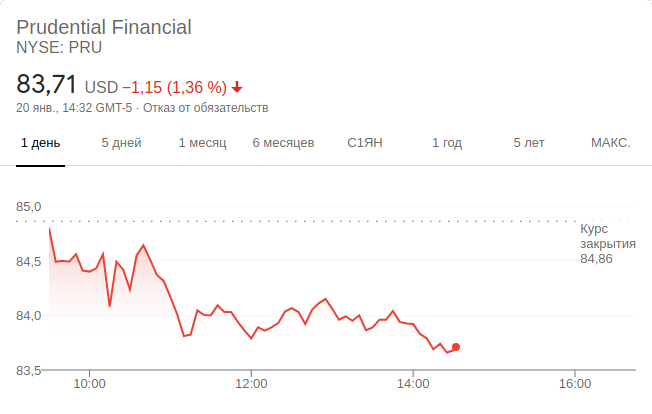 Prudential Financial
NYSE: PRU
83,71 USD −1,15 (1,36 %)
20 янв., 14:32 GMT-5 · Отказ от обязательств
1 день 5 дней 1 месяц 6 месяцев С1ЯН 1 год 5 лет МАКС.
85,0
Курс
закрытия
84,86
84,5
84,0
83,5
10:00 12:00 14:00 16:00